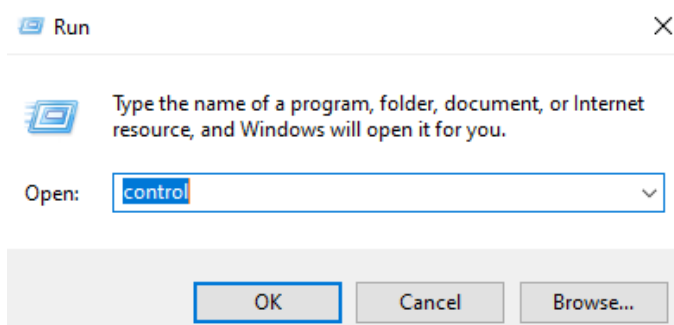 Run
Type the name of a program, folder, document, or Internet
resource, and Windows will open it for you.
Open: control
OK Cancel Browse...